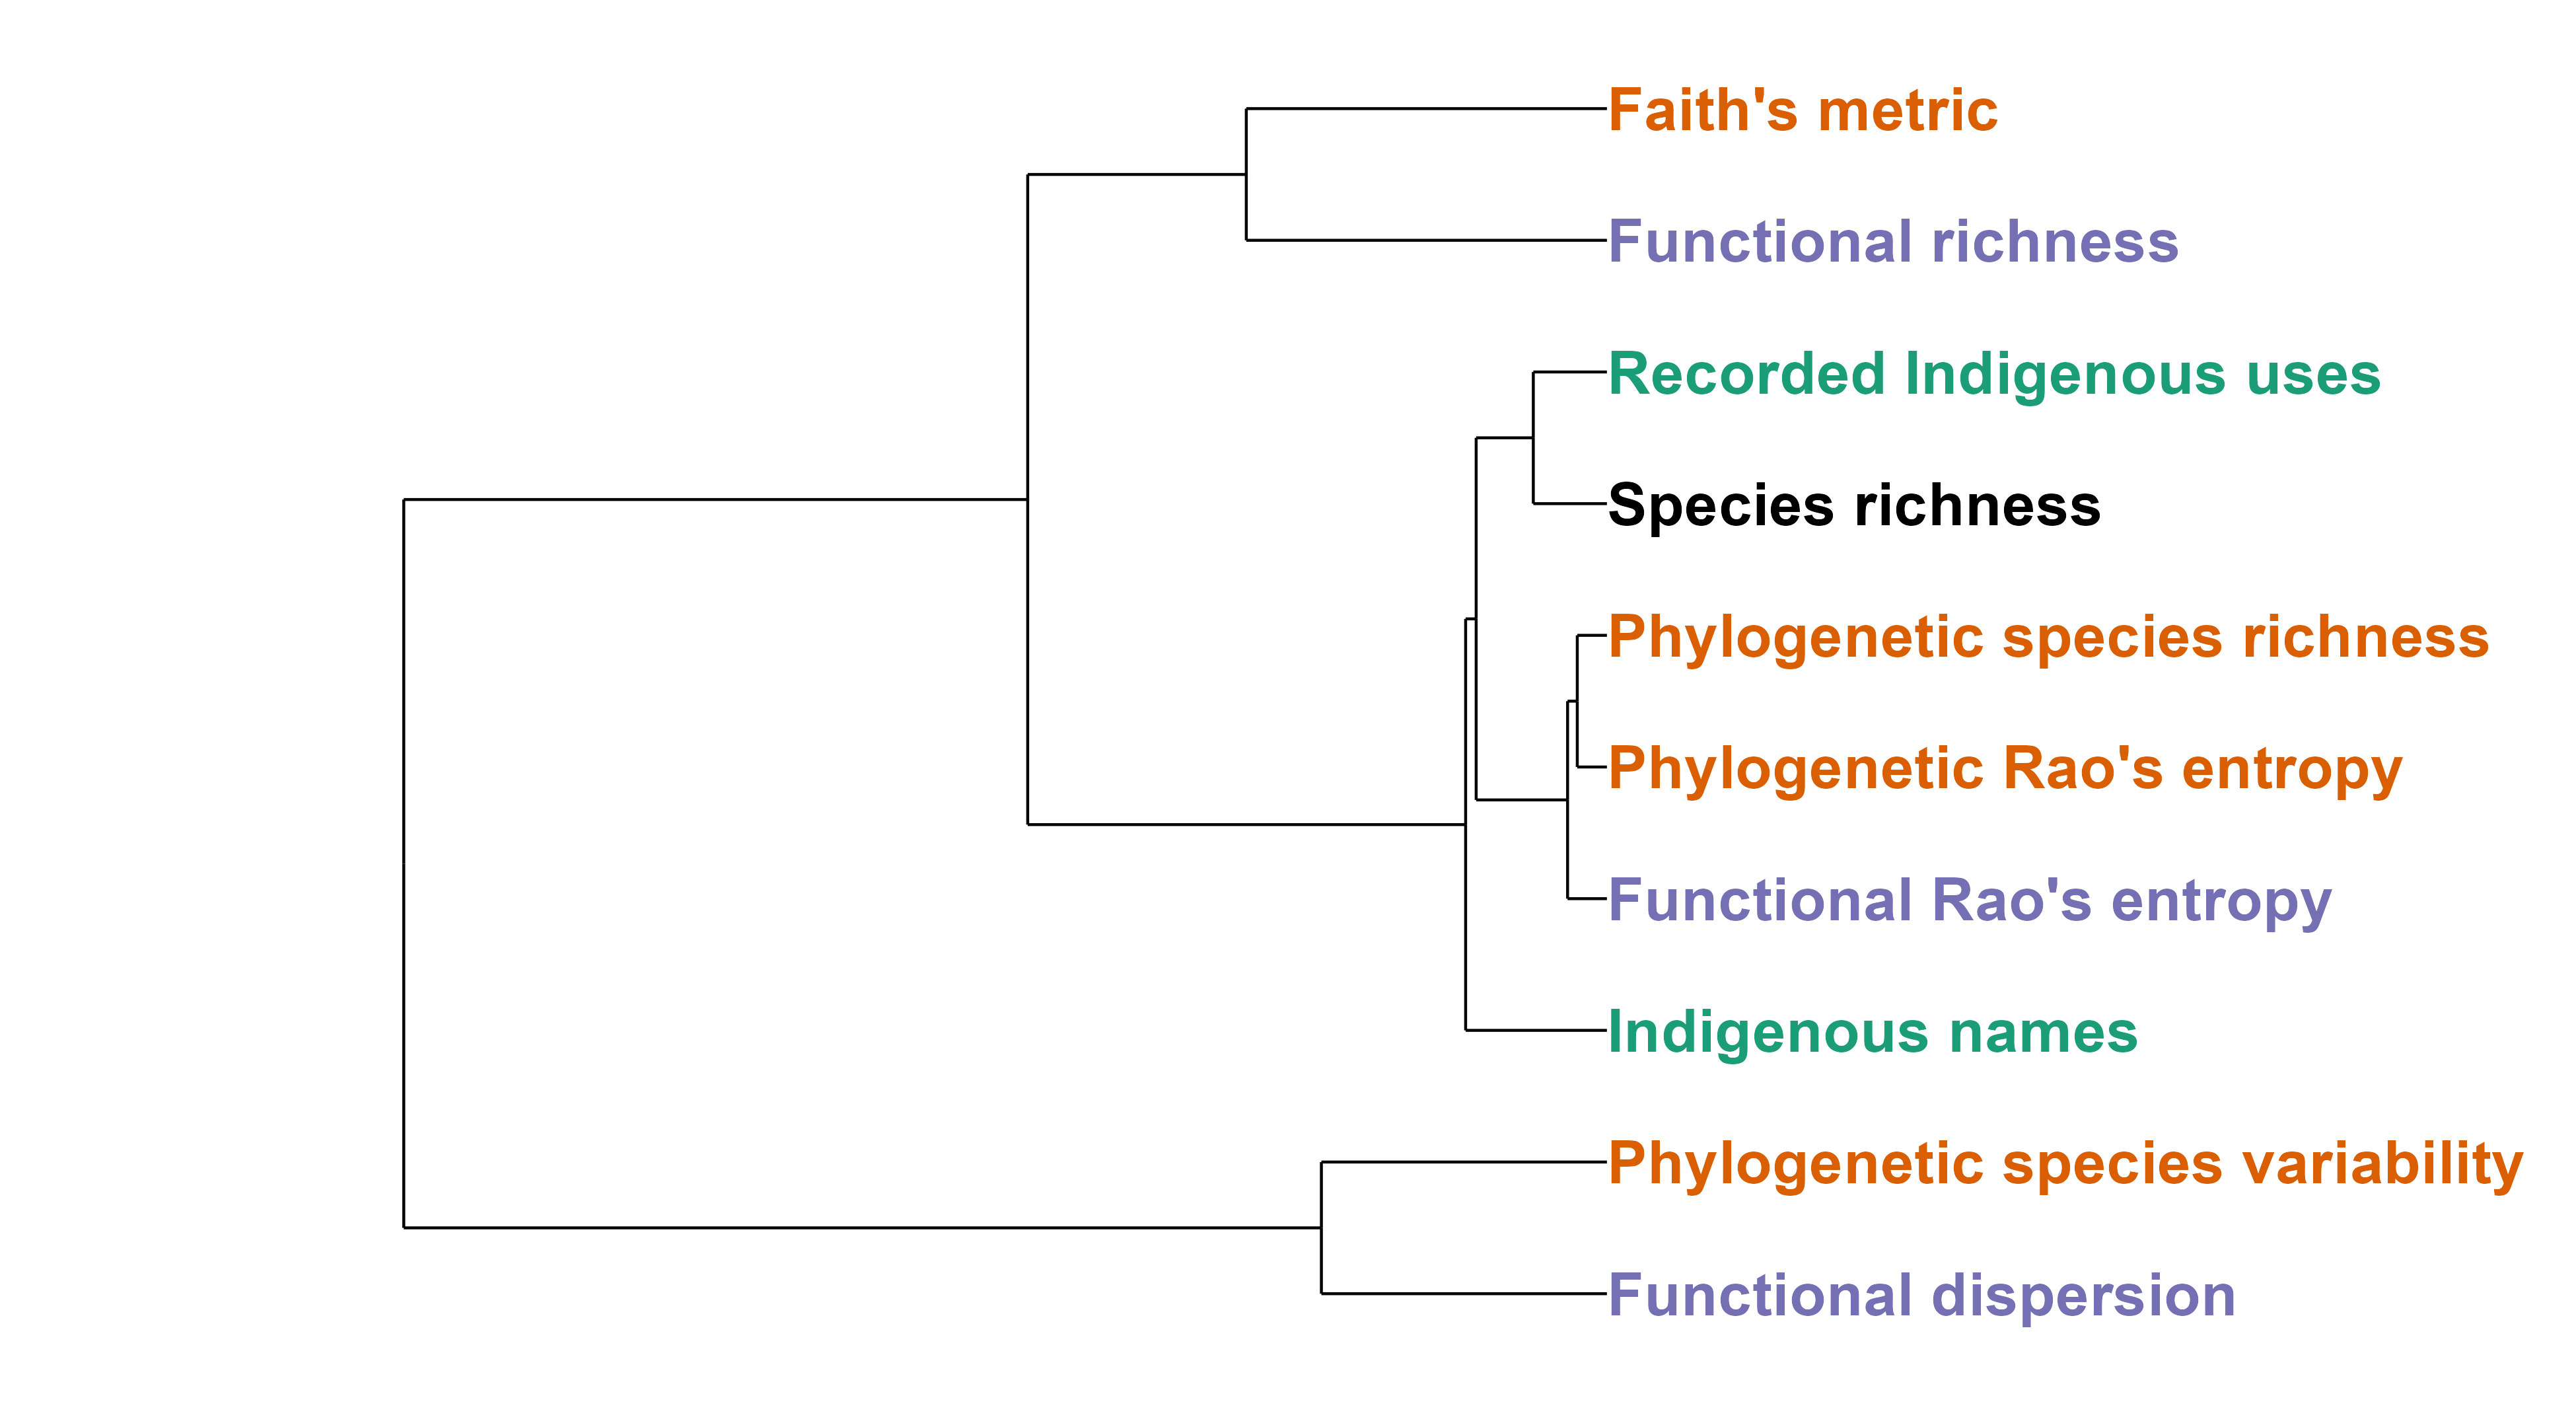 Faith's metric
Functional richness
Recorded Indigenous uses
Species richness
Phylogenetic species richness
Phylogenetic Rao's entropy
Functional Rao's entropy
Indigenous names
Phylogenetic species variability
Functional dispersion